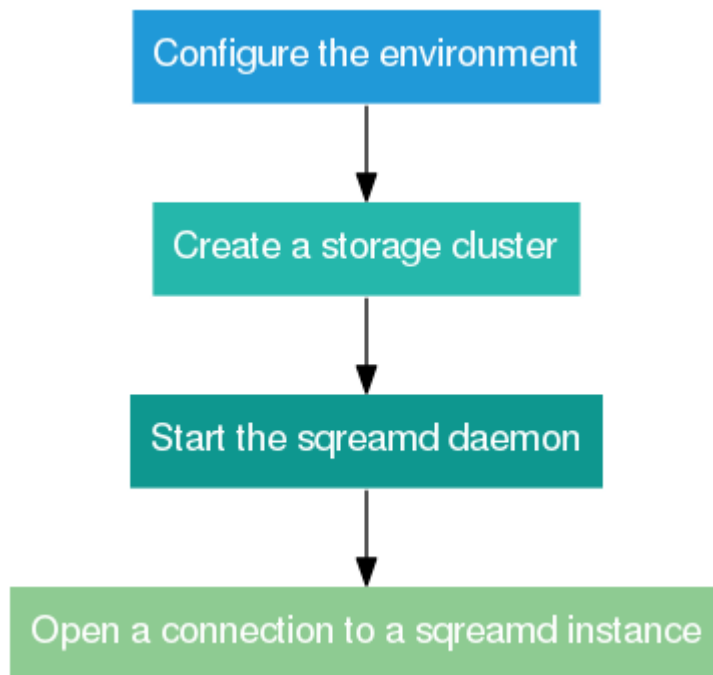 Configure the environment
Create a storage cluster
Start the sqreamd daemon
Open a connection to a sqreamd instance